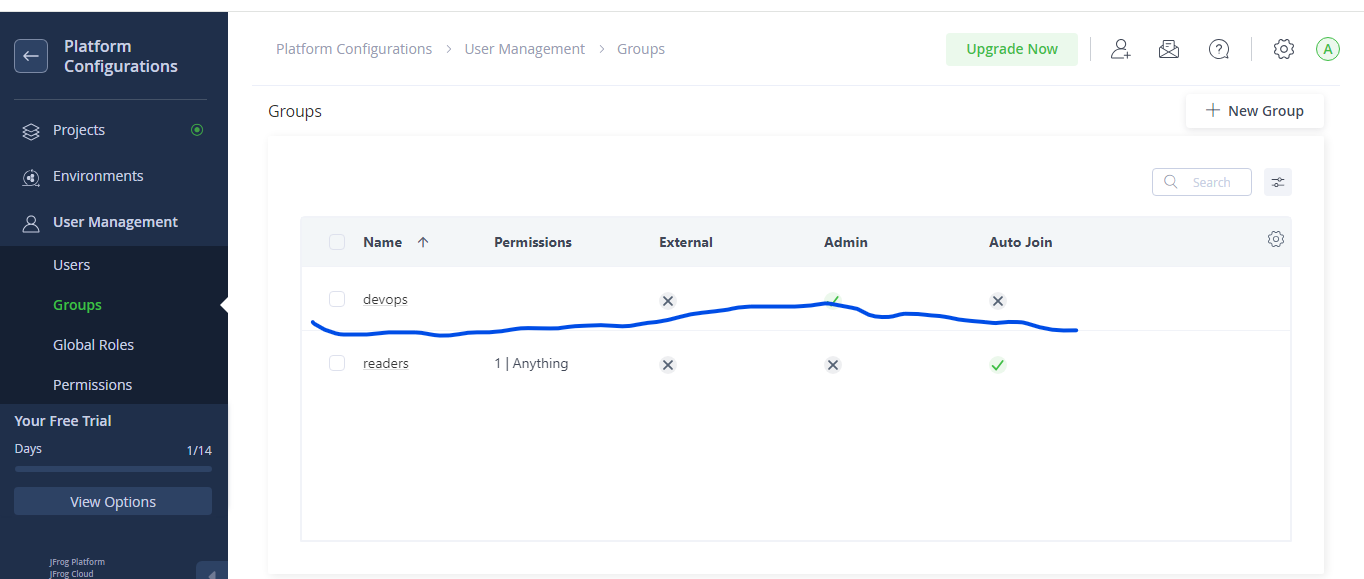 Platform Configurations
Projects
Environments
User Management
Users
Groups
Global Roles
Permissions
Your Free Trial
Days 1/14
View Options
JFrog Platform
JFrog Cloud
Platform Configurations > User Management > Groups
Upgrade Now
A
Groups
New Group
Search
Name Permissions External Admin Auto Join
devops
readers 1 | Anything